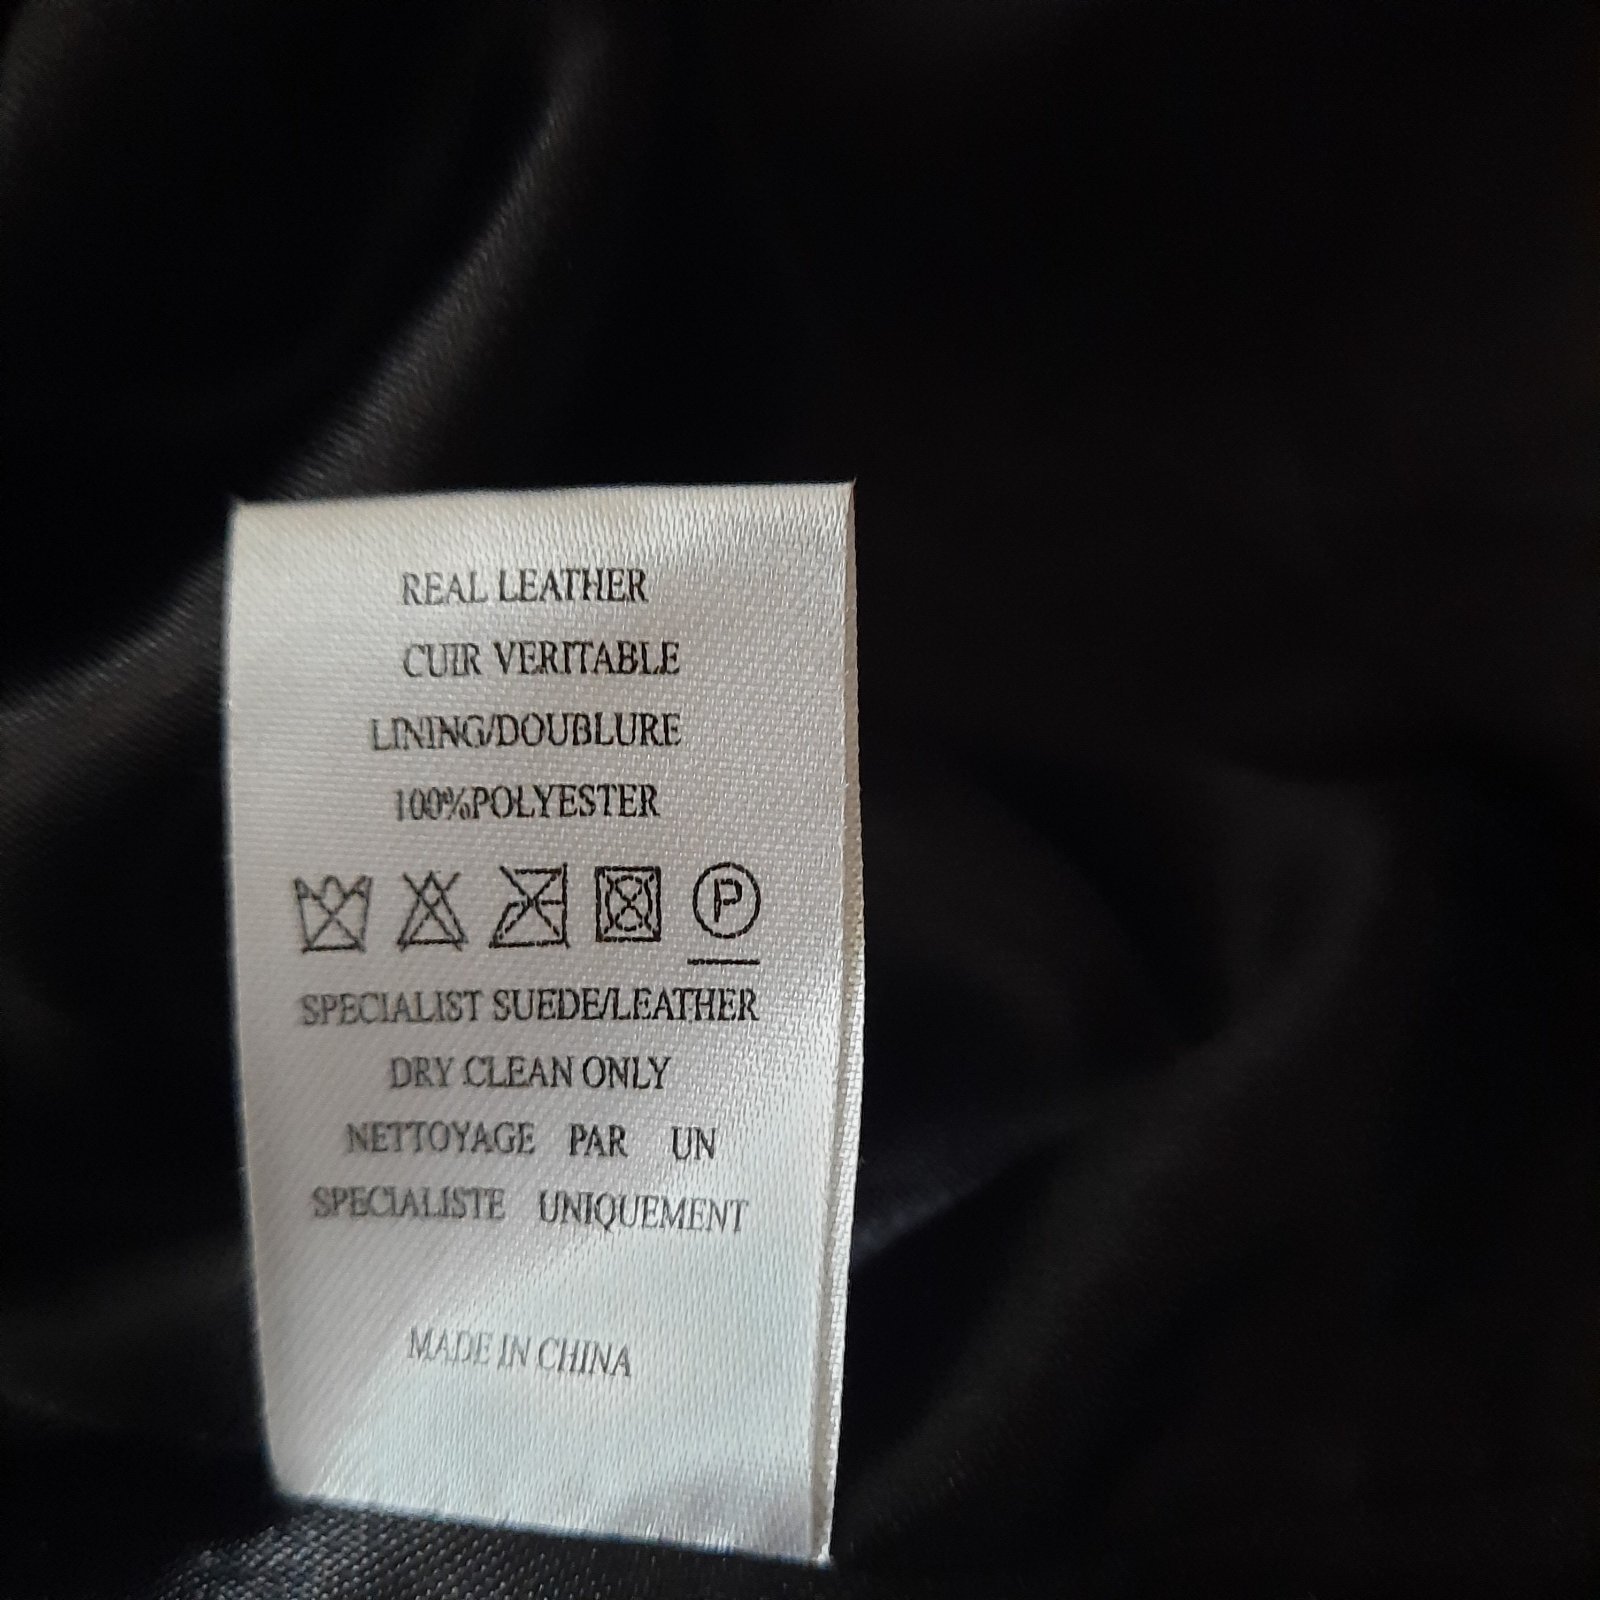 REAL LEATHER
CUIR VERITABLE
LINING/DOUBLURE
100%POLYESTER
P
SPECIALIST SUEDE/LEATHER
DRY CLEAN ONLY
NETTOYAGE PAR UN
SPECIALISTE UNIQUEMENT
MADE IN CHINA